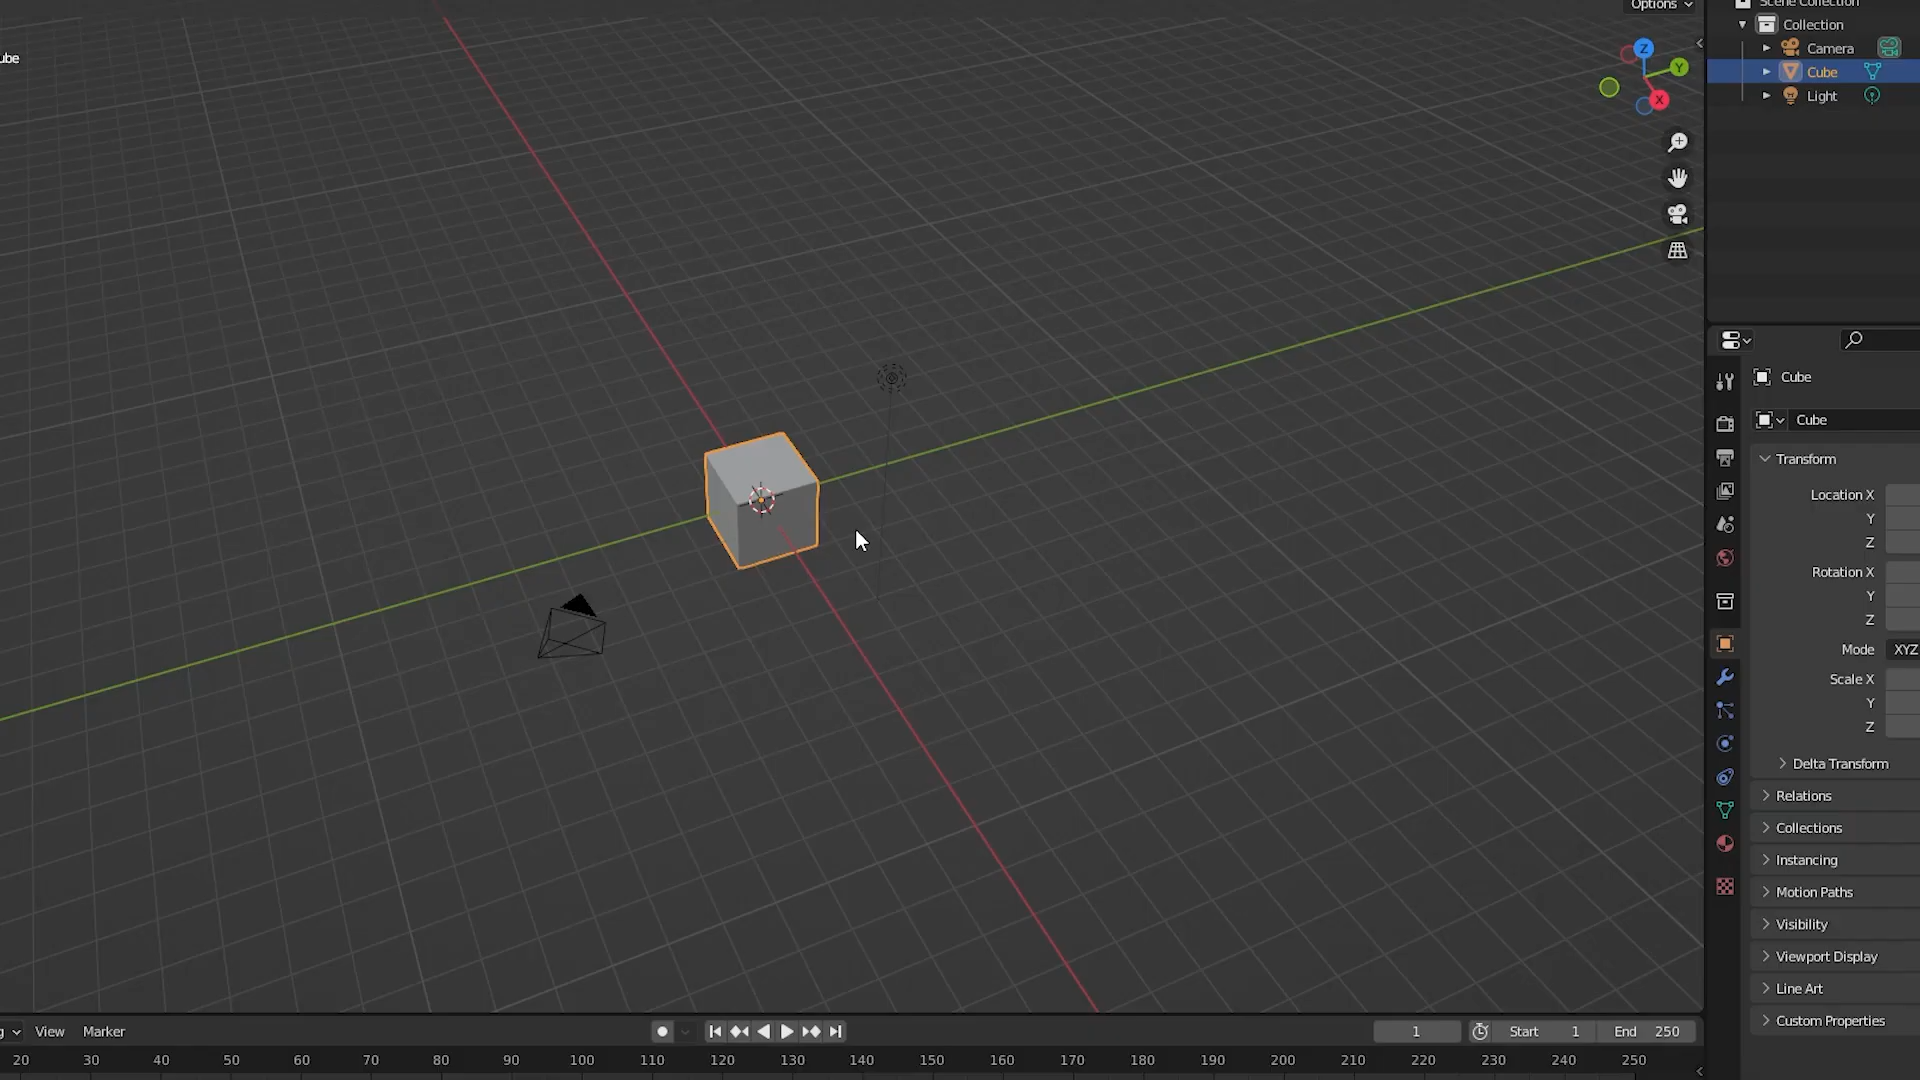 Options
Scene Collection
Collection
Camera
Cube
Light
ube
Z
Y
X
Cube
Cube
Transform
Location X
Y
Z
Rotation X
Y
Z
Mode XYZ
Scale X
Y
Z
Delta Transform
Relations
Collections
Instancing
Motion Paths
Visibility
Viewport Display
Line Art
Custom Properties
g View Marker
1 Start 1 End 250
20 30 40 50 60 70 80 90 100 110 120 130 140 150 160 170 180 190 200 210 220 230 240 250